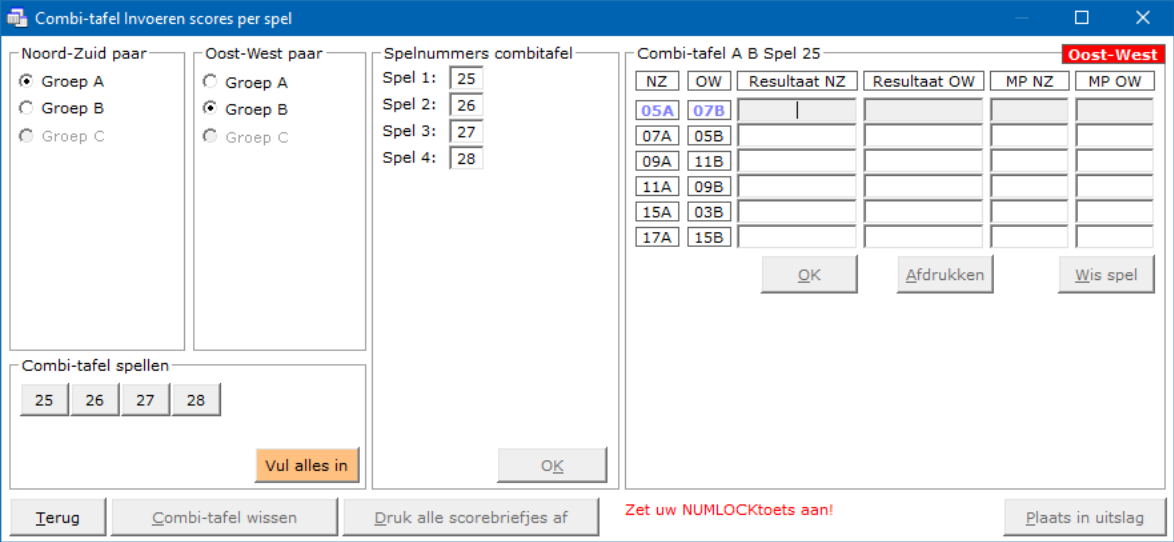 Combi-tafel Invoeren scores per spel
Noord-Zuid paar
Groep A
Groep B
Groep C
Oost-West paar
Groep A
Groep B
Groep C
Spelnummers combitafel
Spel 1: 25
Spel 2: 26
Spel 3: 27
Spel 4: 28
OK
Combi-tafel A B Spel 25
Oost-West
NZ OW Resultaat NZ Resultaat OW MP NZ MP OW
05A 07B
07A 05B
09A 11B
11A 09B
15A 03B
17A 15B
OK Afdrukken Wis spel
Combi-tafel spellen
25 26 27 28
Vul alles in
Terug Combi-tafel wissen Druk alle scorebriefjes af Zet uw NUMLOCKtoets aan! Plaats in uitslag